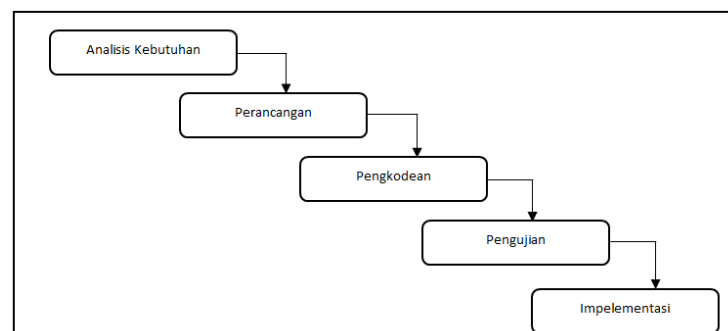 Analisis Kebutuhan
Perancangan
Pengkodean
Pengujian
Impelementasi